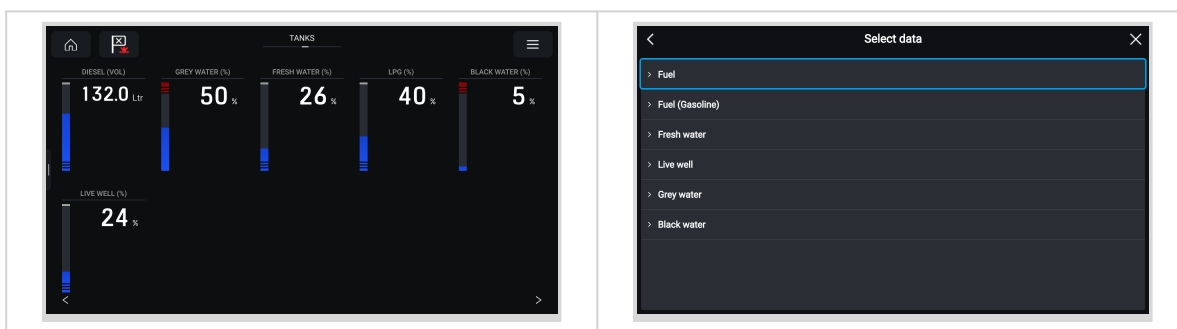 TANKS
DIESEL (VOL)
132.0 Ltr
GREY WATER (%)
50 %
FRESH WATER (%)
26 %
LPG (%)
40 %
BLACK WATER (%)
5 %
LIVE WELL (%)
24 %
Select data
Fuel
Fuel (Gasoline)
Fresh water
Live well
Grey water
Black water